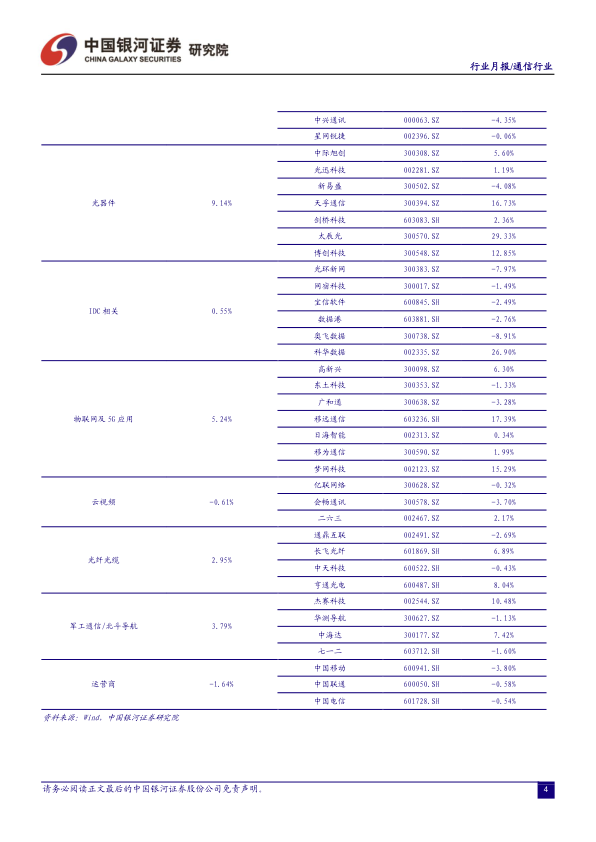 中国银河证券 研究院
CHINA GALAXY SECURITIES
行业月报/通信行业
中兴通讯 000063.SZ -4.35%
星网锐捷 002396.SZ -0.06%
中际旭创 300308.SZ 5.60%
光迅科技 002281.SZ 1.19%
新易盛 300502.SZ -4.08%
光器件 9.14% 天孚通信 300394.SZ 16.73%
剑桥科技 603083.SH 2.36%
太辰光 300570.SZ 29.33%
博创科技 300548.SZ 12.85%
光环新网 300383.SZ -7.97%
网宿科技 300017.SZ -1.49%
宝信软件 600845.SH -2.49%
IDC 相关 0.55%
数据港 603881.SH -2.76%
奥飞数据 300738.SZ -8.91%
科华数据 002335.SZ 26.90%
高新兴 300098.SZ 6.30%
东土科技 300353.SZ -1.33%
广和通 300638.SZ -3.28%
物联网及 5G 应用 5.24% 移远通信 603236.SH 17.39%
日海智能 002313.SZ 0.34%
移为通信 300590.SZ 1.99%
梦网科技 002123.SZ 15.29%
亿联网络 300628.SZ -0.32%
云视频 -0.61% 会畅通讯 300578.SZ -3.70%
二六三 002467.SZ 2.17%
通鼎互联 002491.SZ -2.69%
长飞光纤 601869.SH 6.89%
光纤光缆 2.95%
中天科技 600522.SH -0.43%
亨通光电 600487.SH 8.04%
杰赛科技 002544.SZ 10.48%
华测导航 300627.SZ -1.13%
军工通信/北斗导航 3.79%
中海达 300177.SZ 7.42%
七一二 603712.SH -1.60%
中国移动 600941.SH -3.80%
运营商 -1.64% 中国联通 600050.SH -0.58%
中国电信 601728.SH -0.54%
资料来源：Wind，中国银河证券研究院
请务必阅读正文最后的中国银河证券股份公司免责声明。
4